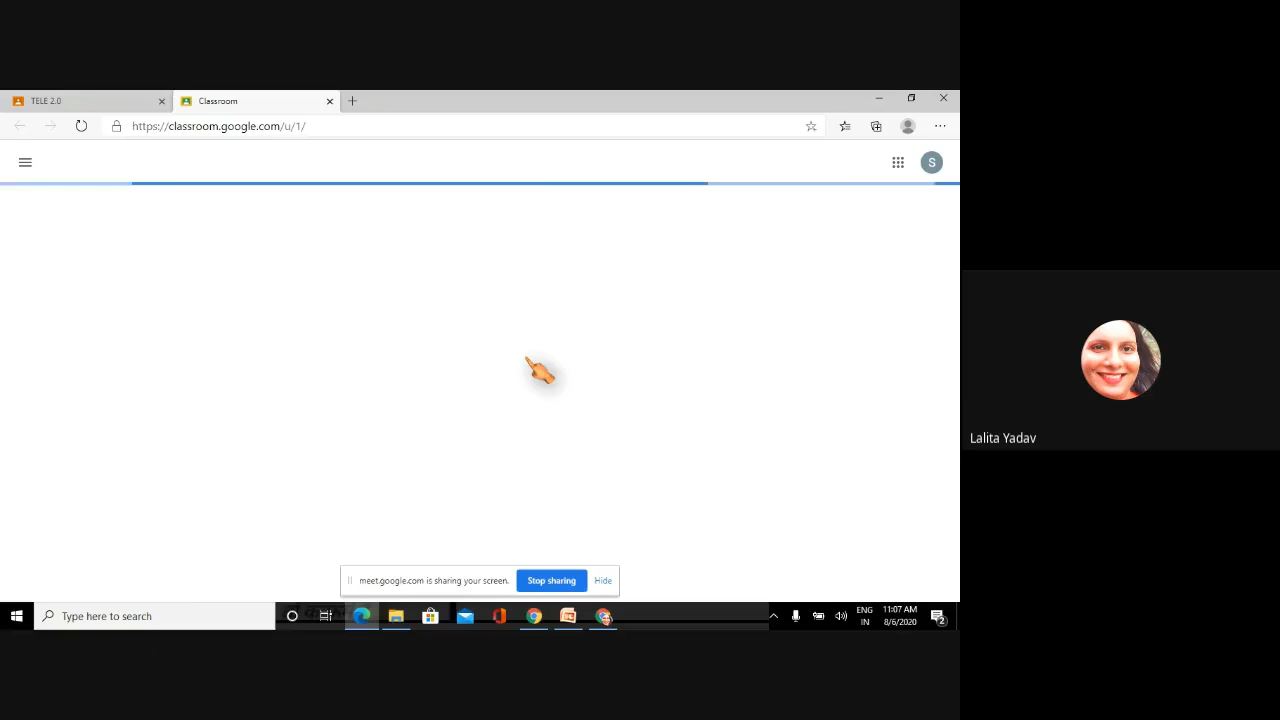 TELE 2.0
Classroom
https://classroom.google.com/u/1/
S
Lalita Yadav
meet.google.com is sharing your screen.
Stop sharing
Hide
Type here to search
ENG
IN
11:07 AM
8/6/2020
2